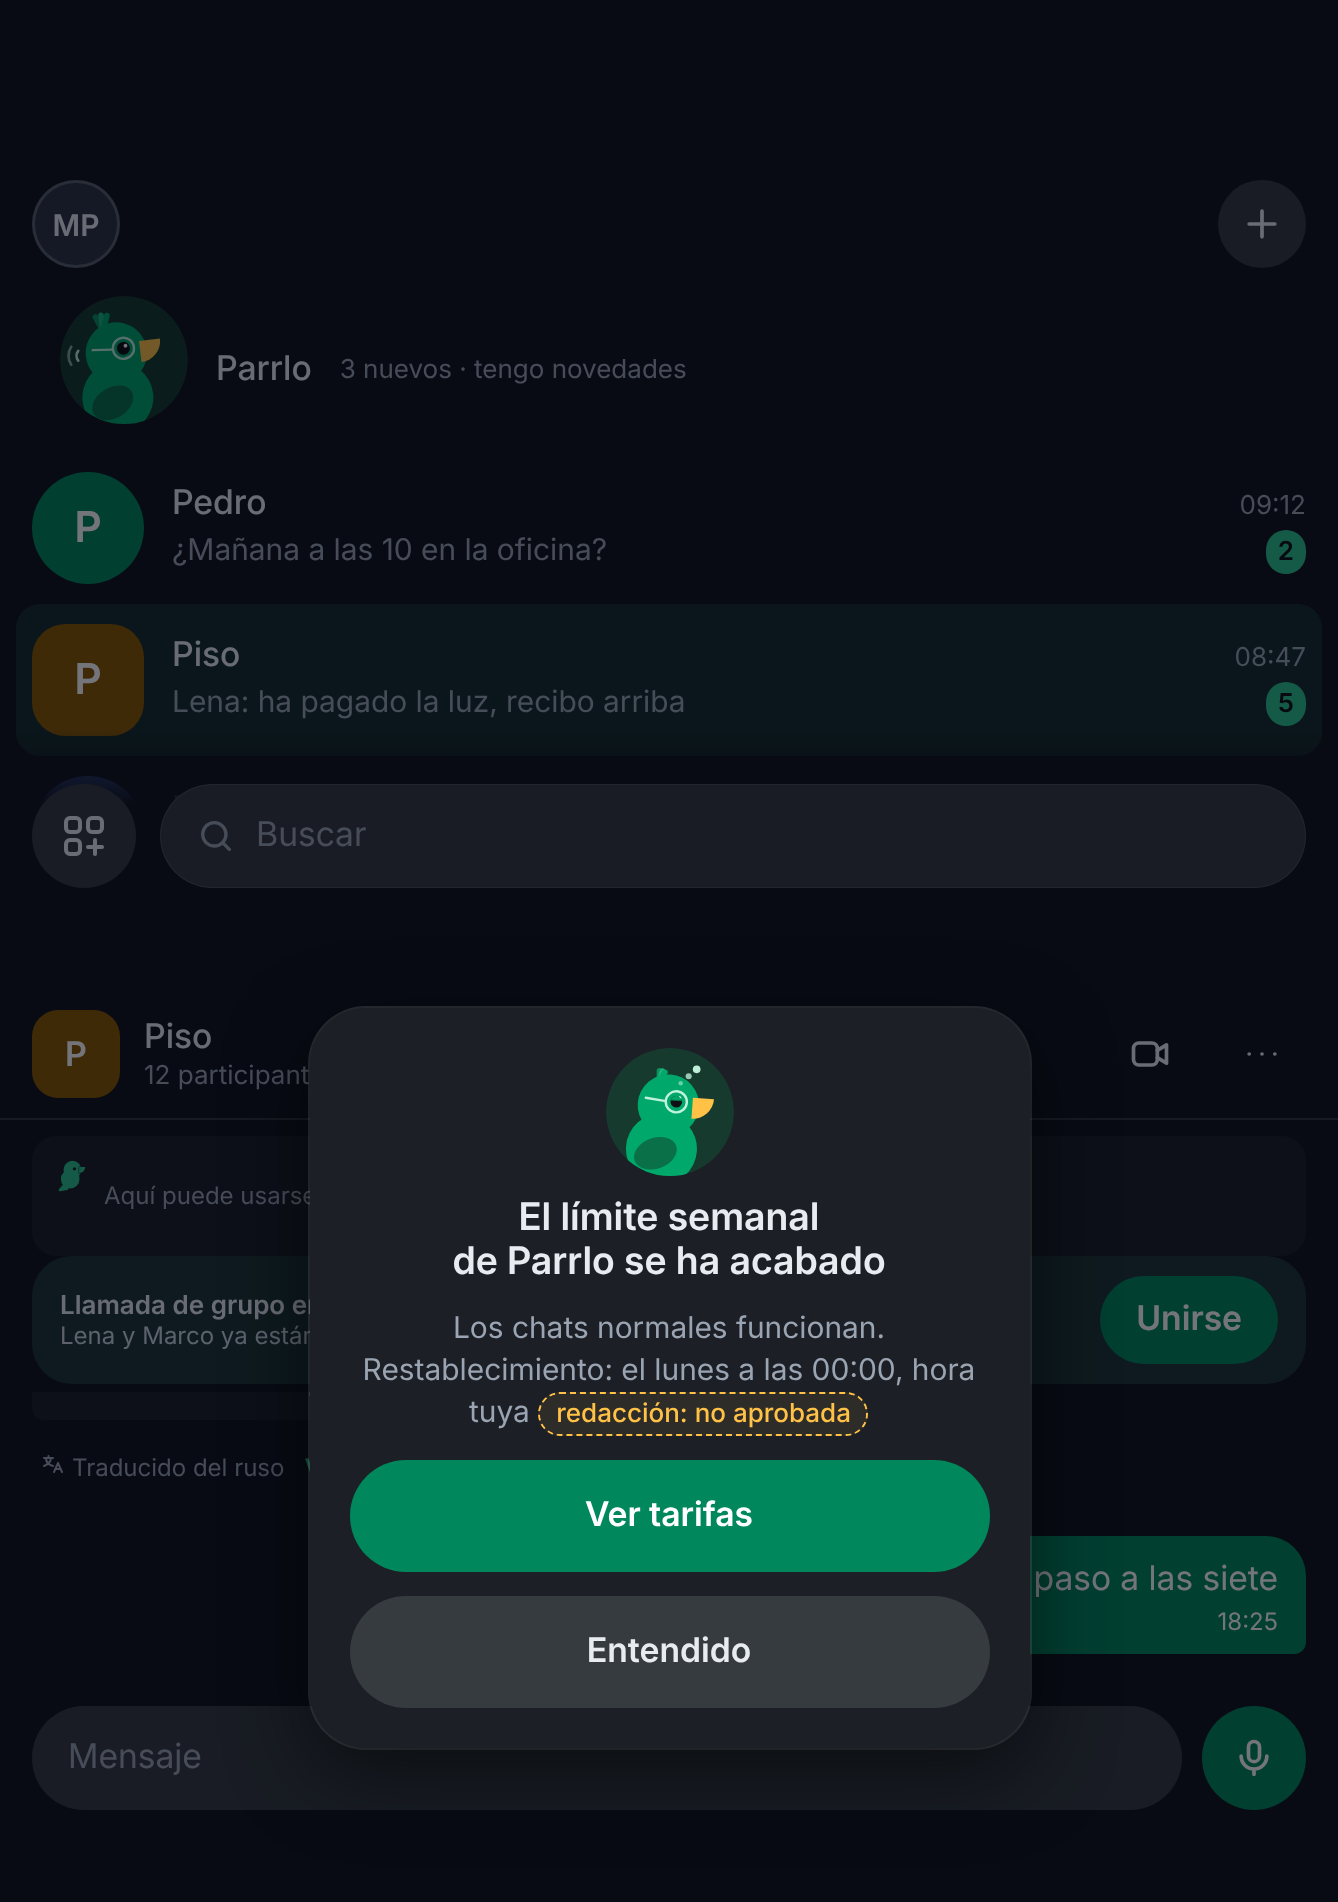 MP
Parrlo 3 nuevos · tengo novedades
P
Pedro
09:12
¿Mañana a las 10 en la oficina?
2
P
Piso
08:47
Lena: ha pagado la luz, recibo arriba
5
Buscar
P
Piso
12 participant
Aquí puede usarse
Llamada de grupo
Lena y Marco ya
Unirse
Traducido del ruso
El límite semanal
de Parrlo se ha acabado
Los chats normales funcionan.
Restablecimiento: el lunes a las 00:00, hora
tuya redacción: no aprobada
Ver tarifas
Entendido
paso a las siete
18:25
Mensaje